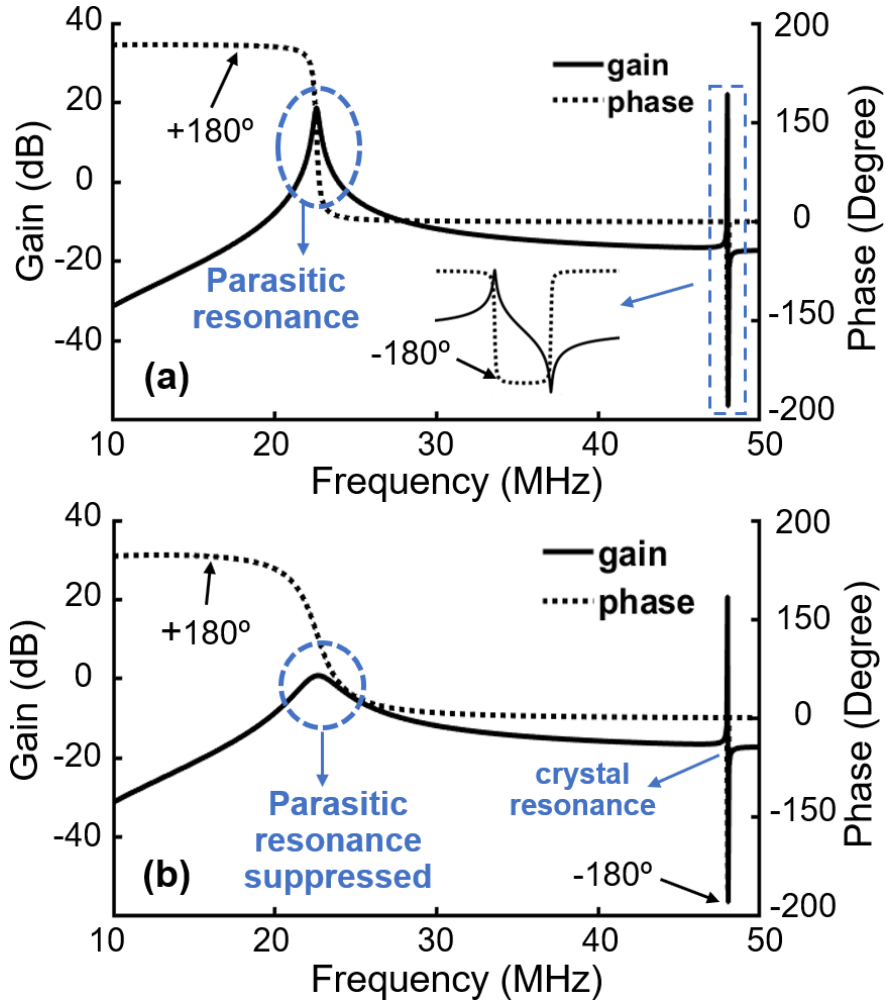 40
20
0
-20
-40
Gain (dB)
200
150
0
-150
-200
Phase (Degree)
gain
phase
+180º
Parasitic
resonance
-180º
(a)
10
20
30
40
50
Frequency (MHz)
40
20
0
-20
-40
Gain (dB)
200
150
0
-150
-200
Phase (Degree)
gain
phase
+180º
Parasitic
resonance
suppressed
crystal
resonance
-180º
(b)
10
20
30
40
50
Frequency (MHz)